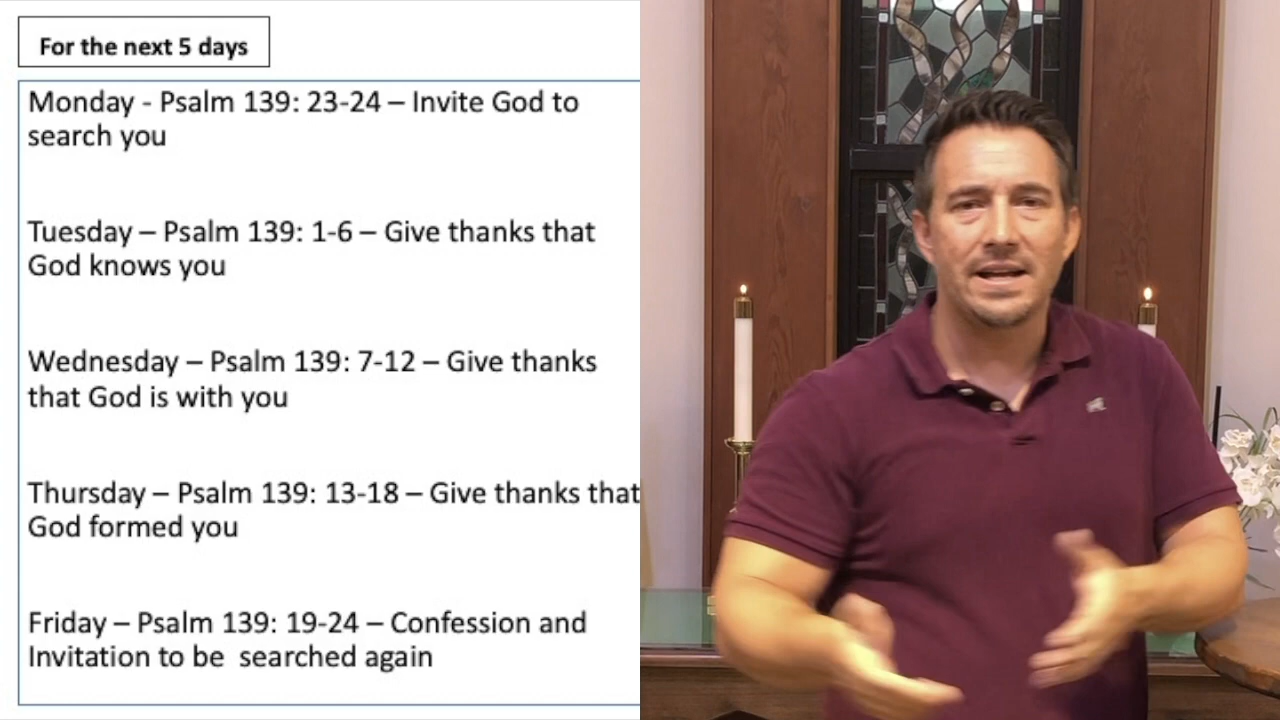 For the next 5 days
Monday - Psalm 139: 23-24 – Invite God to
search you
Tuesday – Psalm 139: 1-6 – Give thanks that
God knows you
Wednesday – Psalm 139: 7-12 – Give thanks
that God is with you
Thursday – Psalm 139: 13-18 – Give thanks that
God formed you
Friday – Psalm 139: 19-24 – Confession and
Invitation to be  searched again